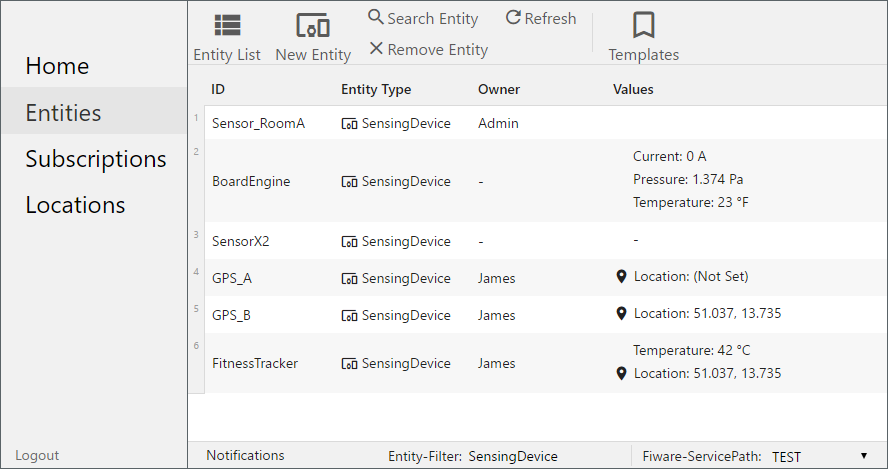 Home
Entities
Subscriptions
Locations
Logout
Entity List
New Entity
Search Entity
Remove Entity
Refresh
Templates
ID Entity Type Owner Values
1 Sensor_RoomA SensingDevice Admin
2 BoardEngine SensingDevice - Current: 0 A
Pressure: 1.374 Pa
Temperature: 23 °F
3 SensorX2 SensingDevice - -
4 GPS_A SensingDevice James Location: (Not Set)
5 GPS_B SensingDevice James Location: 51.037, 13.735
6 FitnessTracker SensingDevice James Temperature: 42 °C
Location: 51.037, 13.735
Notifications Entity-Filter: SensingDevice Fiware-ServicePath: TEST